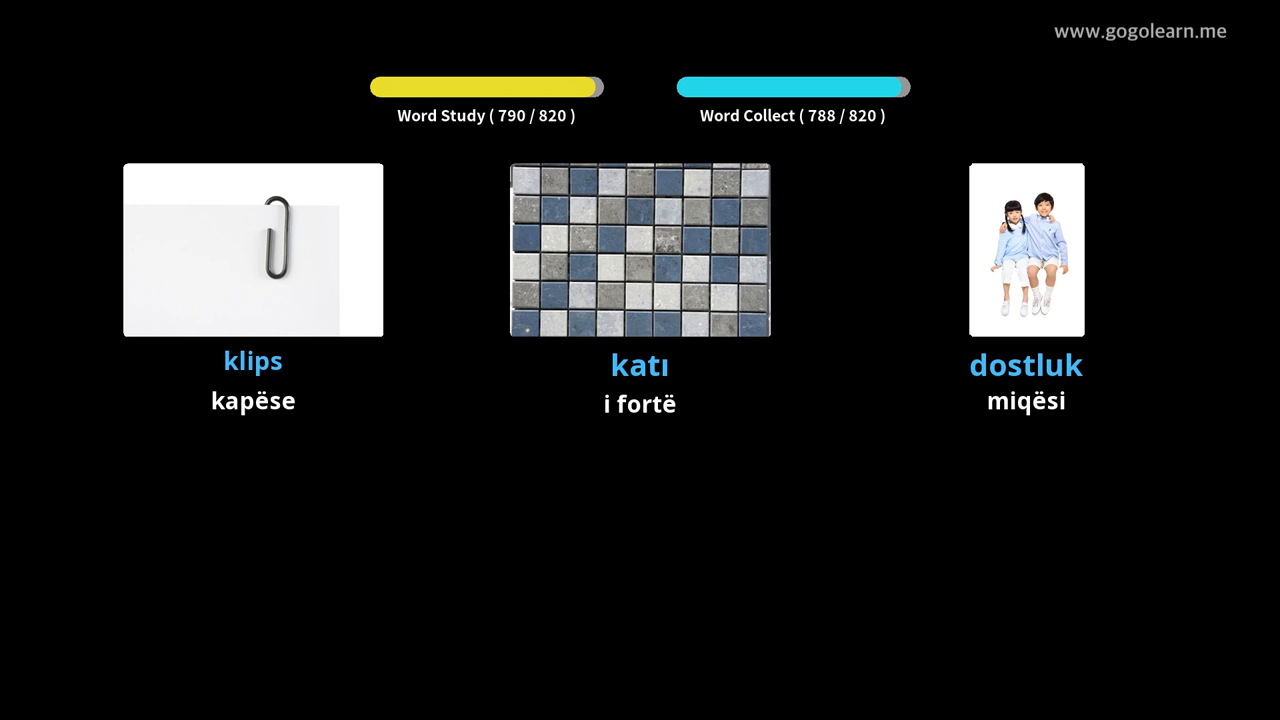 www.gogolearn.me
Word Study ( 790 / 820 )
Word Collect ( 788 / 820 )
klips
kapëse
katı
i fortë
dostluk
miqësi